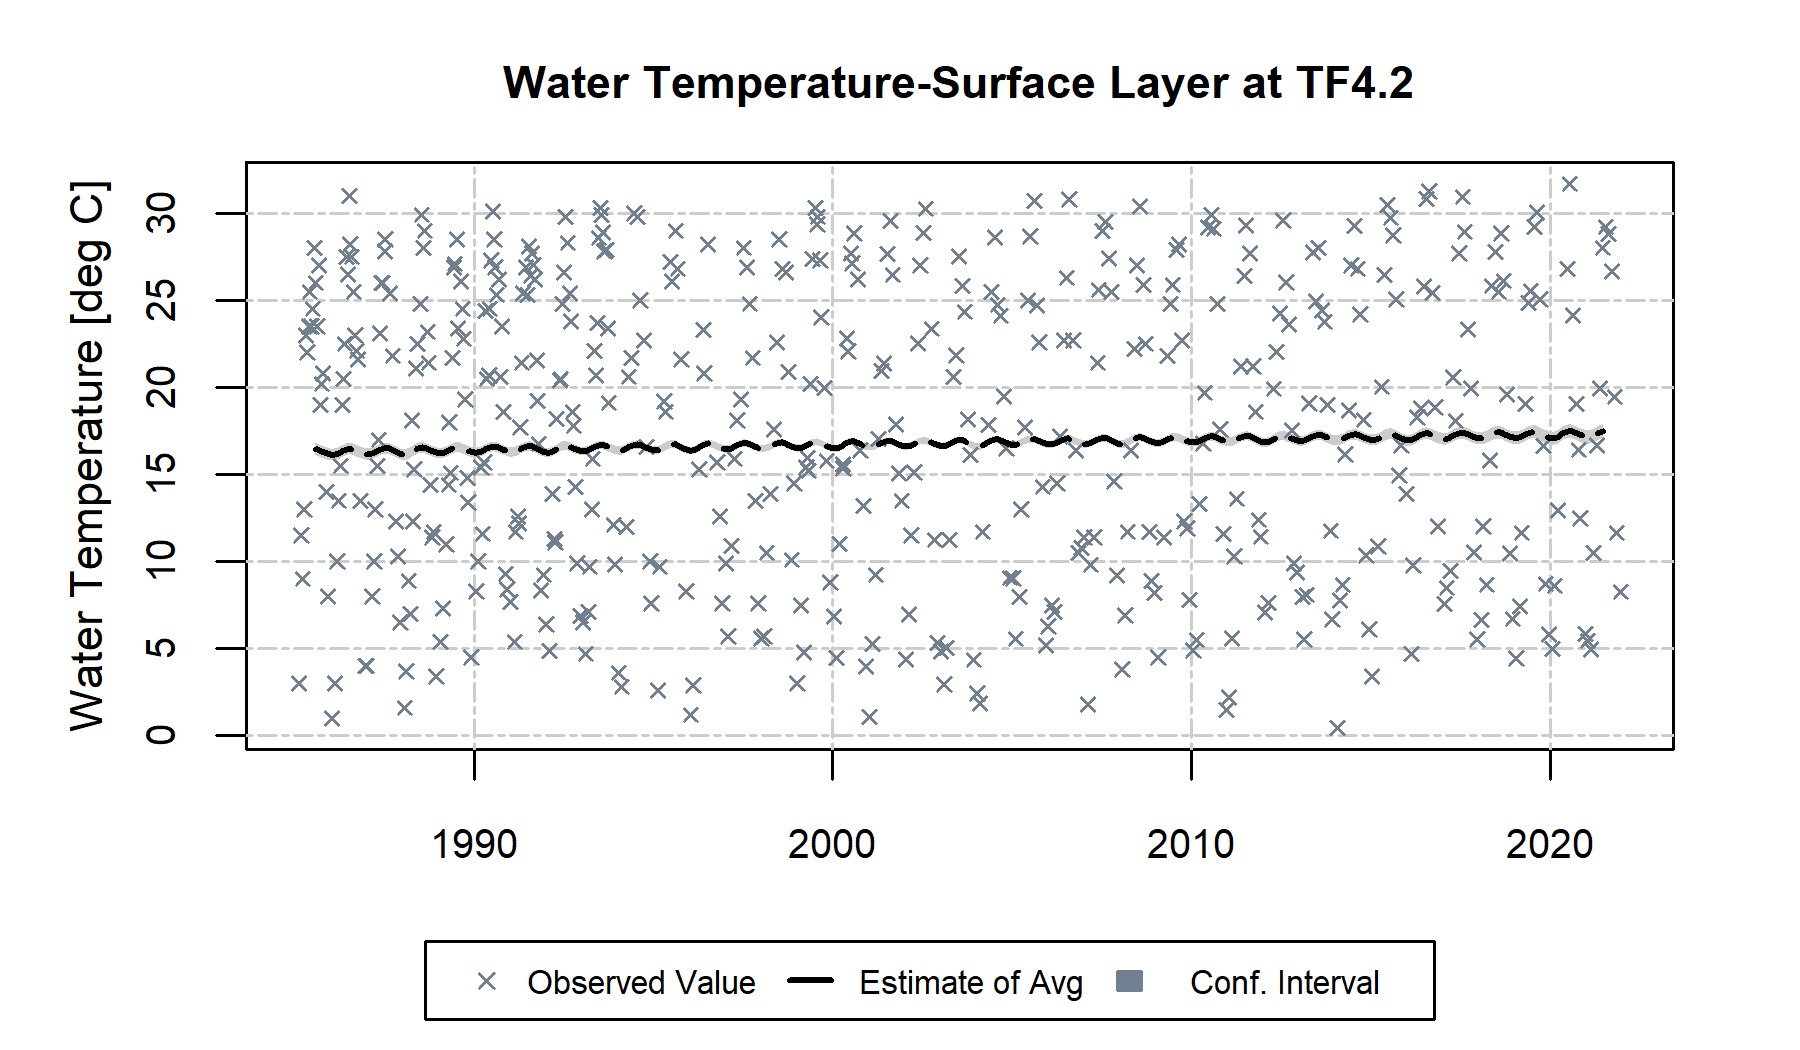 Water Temperature-Surface Layer at TF4.2
Water Temperature [deg C]
30
25
20
15
10
5
0
1990 2000 2010 2020
Observed Value Estimate of Avg Conf. Interval